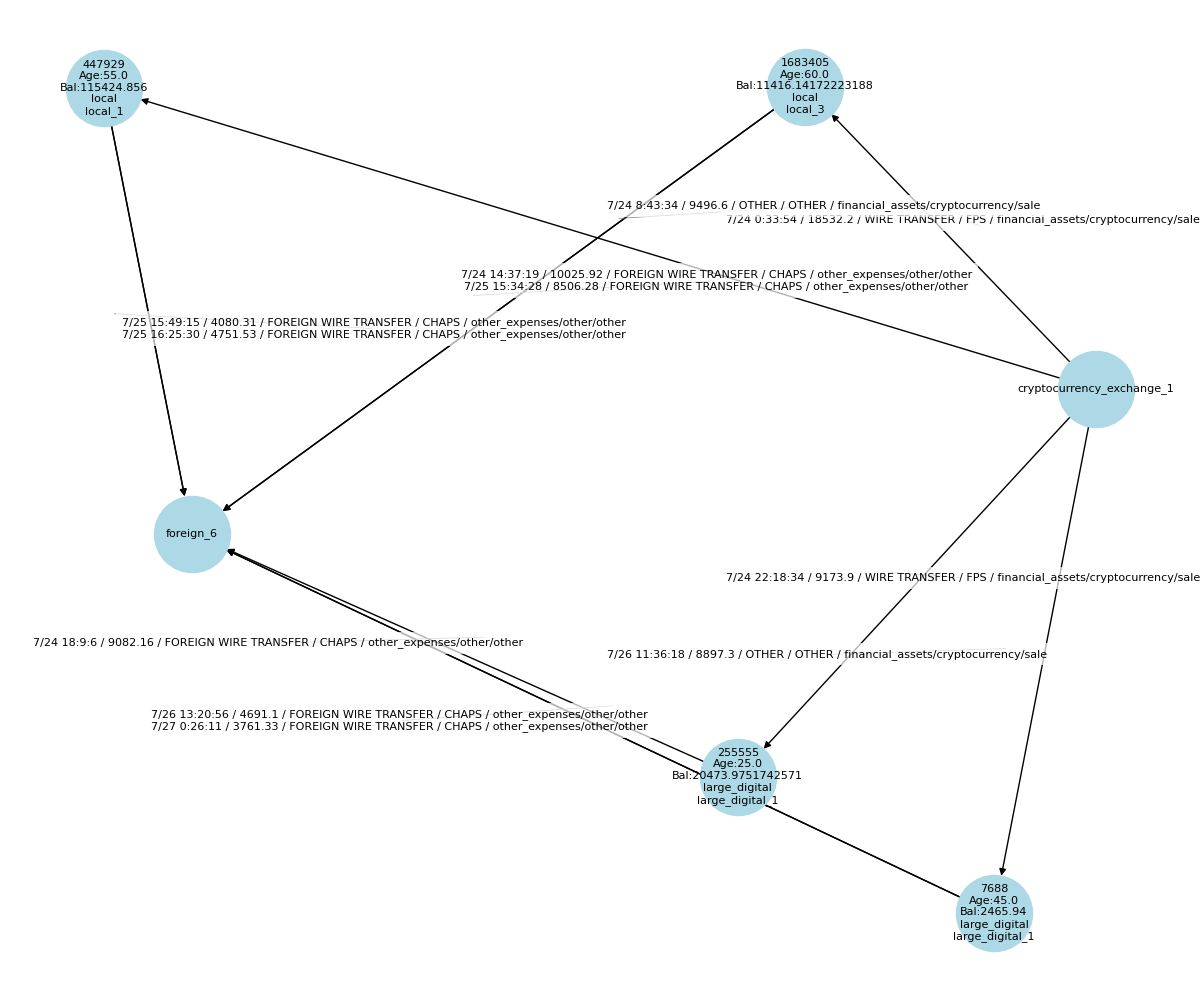 447929
Age:55.0
Bal:115424.856
local
local_1
1683405
Age:60.0
Bal:11416.14172223188
local
local_3
7/24 8:43:34 / 9496.6 / OTHER / OTHER / financial_assets/cryptocurrency/sale
7/24 0:33:54 / 18532.2 / WIRE TRANSFER / FPS / financial_assets/cryptocurrency/sale
7/24 14:37:19 / 10025.92 / FOREIGN WIRE TRANSFER / CHAPS / other_expenses/other/other
7/25 15:34:28 / 8506.28 / FOREIGN WIRE TRANSFER / CHAPS / other_expenses/other/other
7/25 15:49:15 / 4080.31 / FOREIGN WIRE TRANSFER / CHAPS / other_expenses/other/other
7/25 16:25:30 / 4751.53 / FOREIGN WIRE TRANSFER / CHAPS / other_expenses/other/other
cryptocurrency_exchange_1
foreign_6
7/24 22:18:34 / 9173.9 / WIRE TRANSFER / FPS / financial_assets/cryptocurrency/sale
7/24 18:9:6 / 9082.16 / FOREIGN WIRE TRANSFER / CHAPS / other_expenses/other/other
7/26 11:36:18 / 8897.3 / OTHER / OTHER / financial_assets/cryptocurrency/sale
7/26 13:20:56 / 4691.1 / FOREIGN WIRE TRANSFER / CHAPS / other_expenses/other/other
7/27 0:26:11 / 3761.33 / FOREIGN WIRE TRANSFER / CHAPS / other_expenses/other/other
255555
Age:25.0
Bal:20473.9751742571
large_digital
large_digital_1
7688
Age:45.0
Bal:2465.94
large_digital
large_digital_1